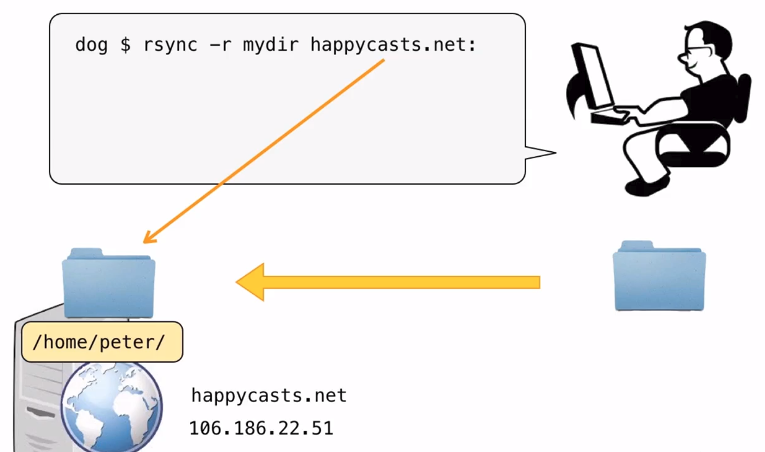 dog $ rsync -r mydir happycasts.net:
/home/peter/
happycasts.net
106.186.22.51